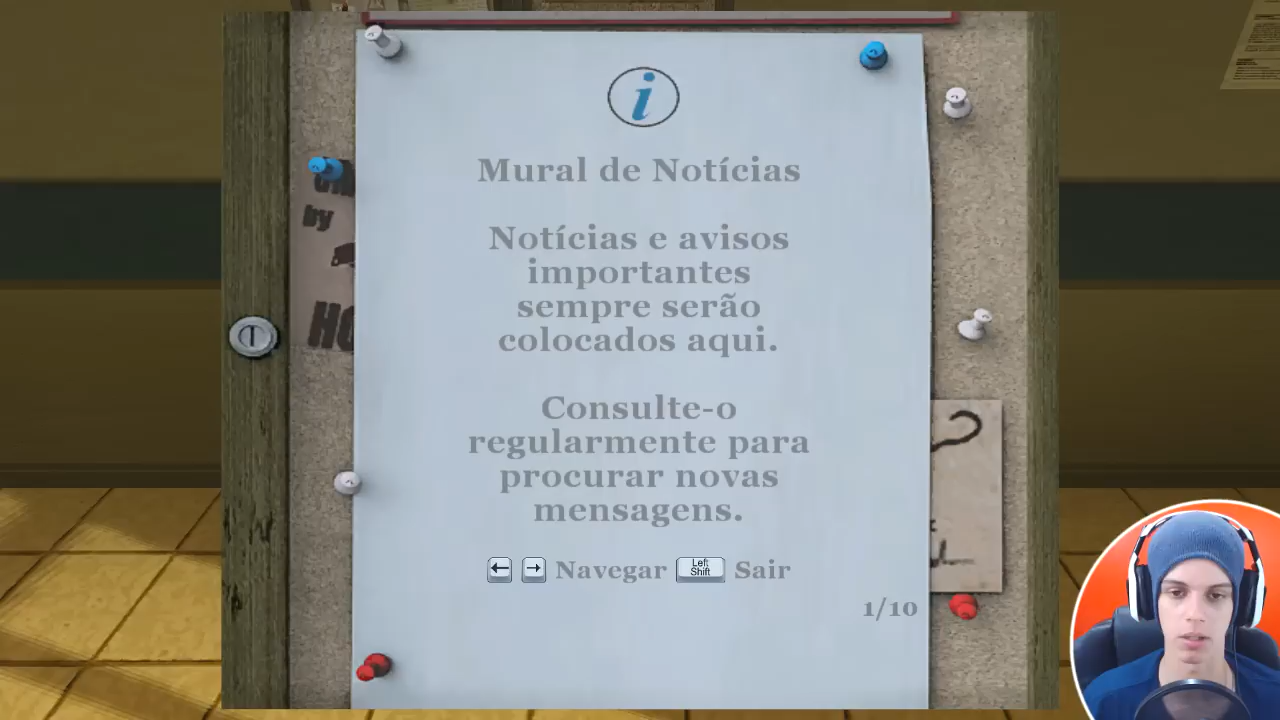 i
Mural de Notícias
Notícias e avisos
importantes
sempre serão
colocados aqui.
Consulte-o
regularmente para
procurar novas
mensagens.
← → Navegar Left Shift Sair
1/10
by
HO
?